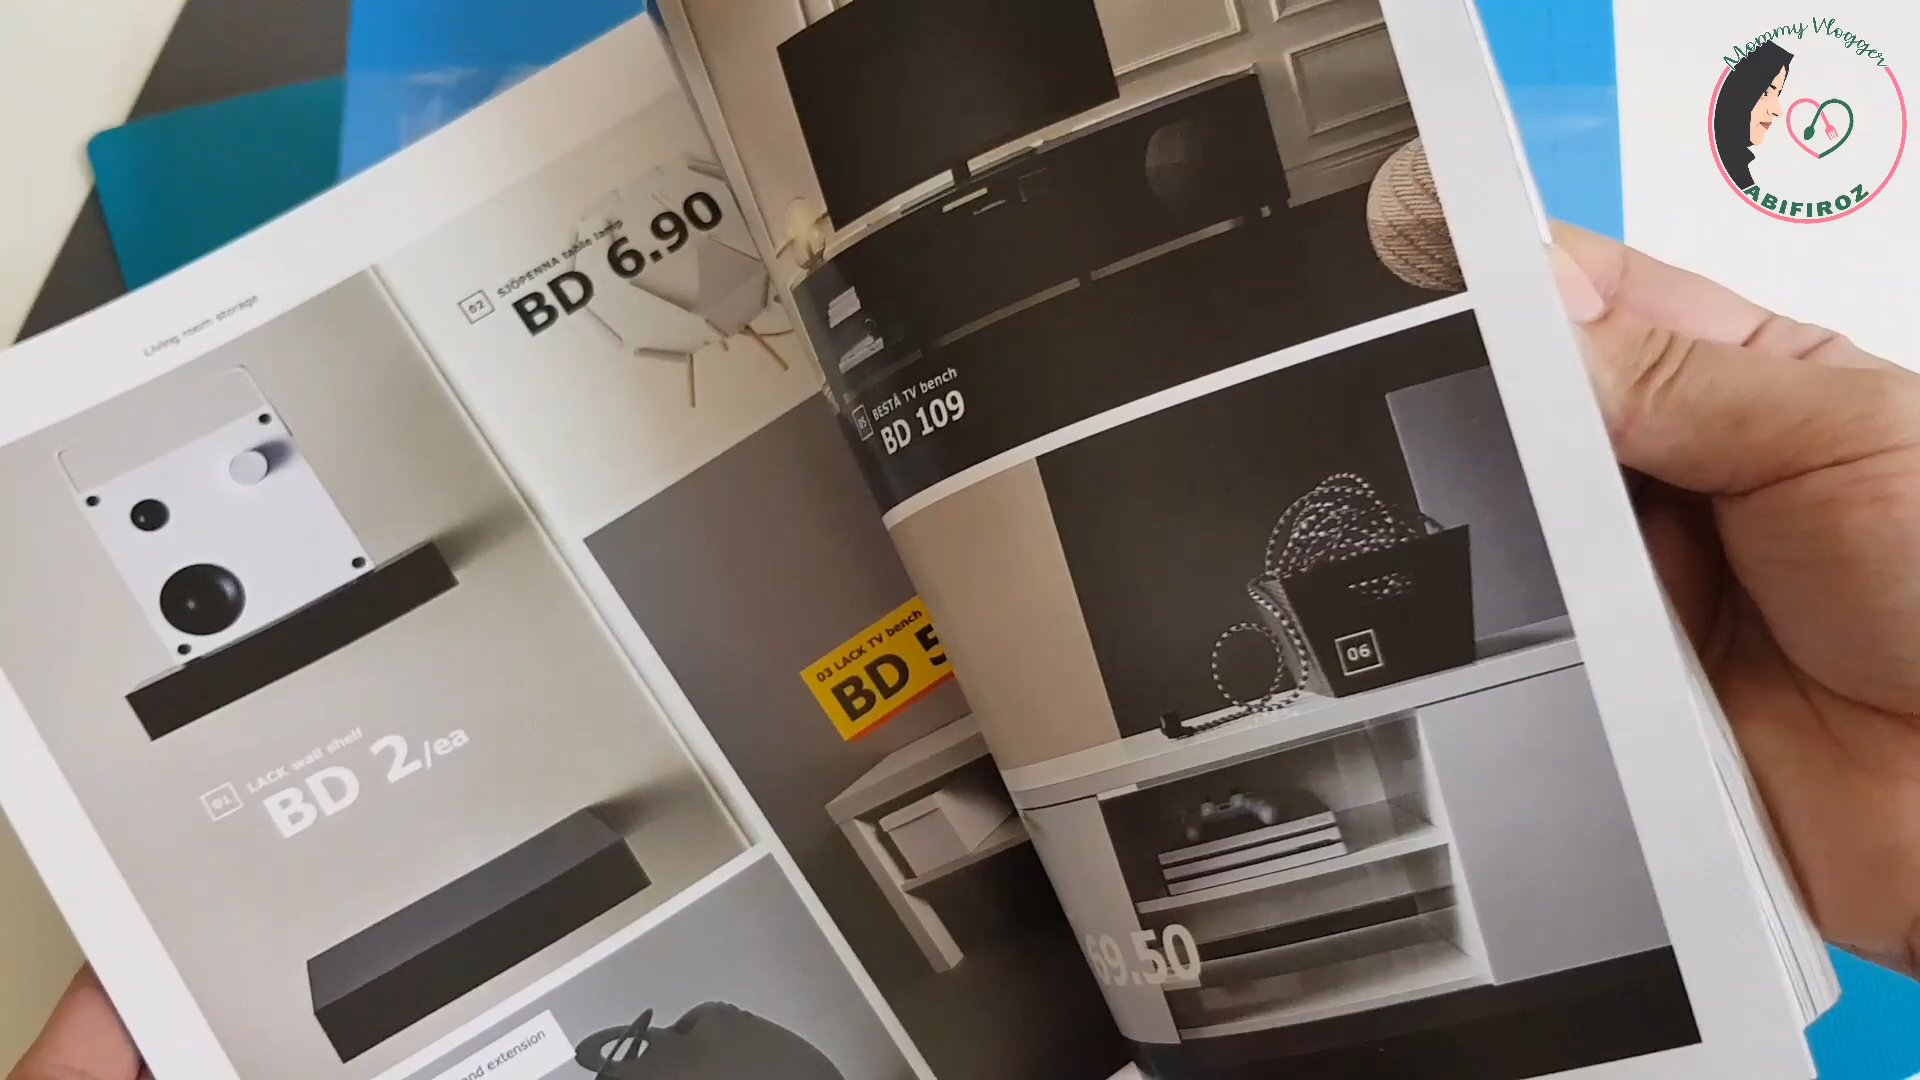 Living room storage
02 SJÖPENNA table lamp
BD 6.90
01 LACK wall shelf
BD 2/ea
03 LACK TV bench
BD 5
and extension
05 BESTÅ TV bench
BD 109
06
69.50
Mommy Vlogger
ABIFIROZ